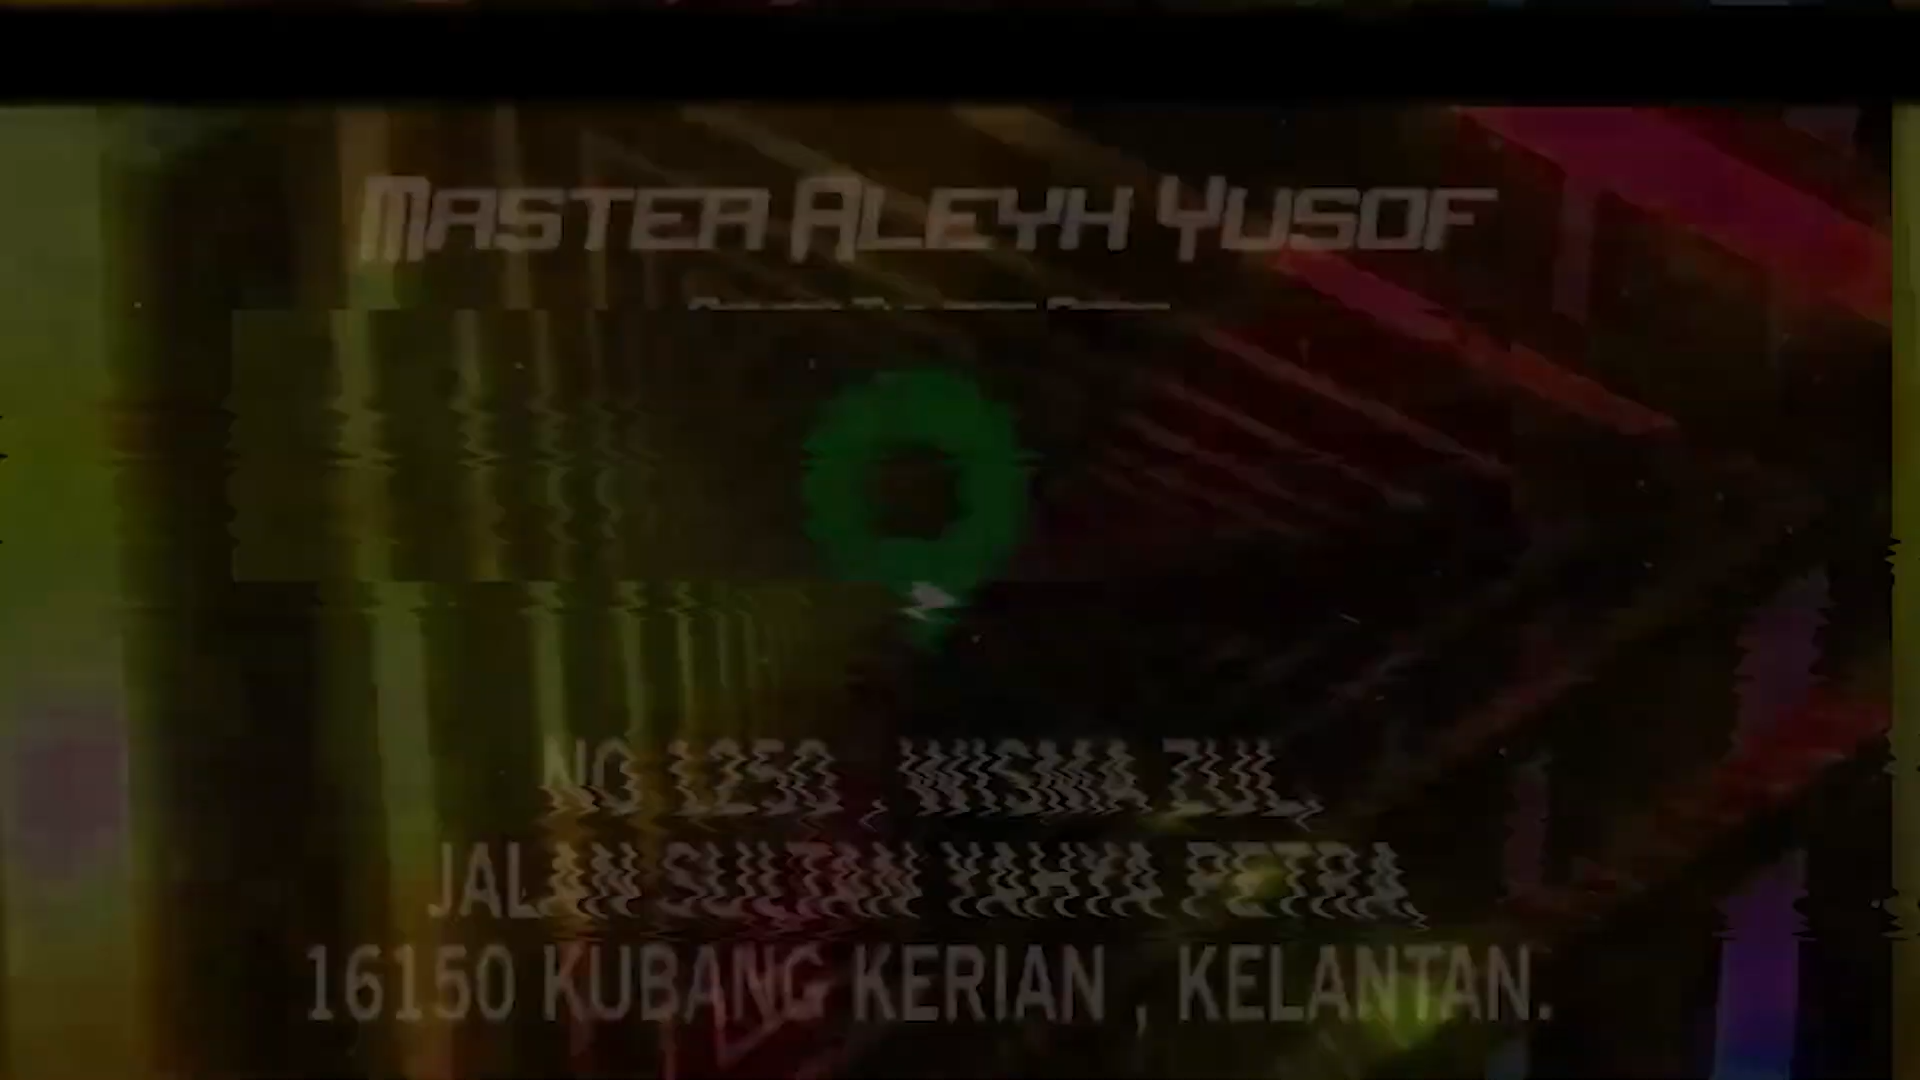 MASTER ALEYH YUSOF
NO 1250 , WISMA ZUL,
JALAN SULTAN YAHYA PETRA,
16150 KUBANG KERIAN , KELANTAN.